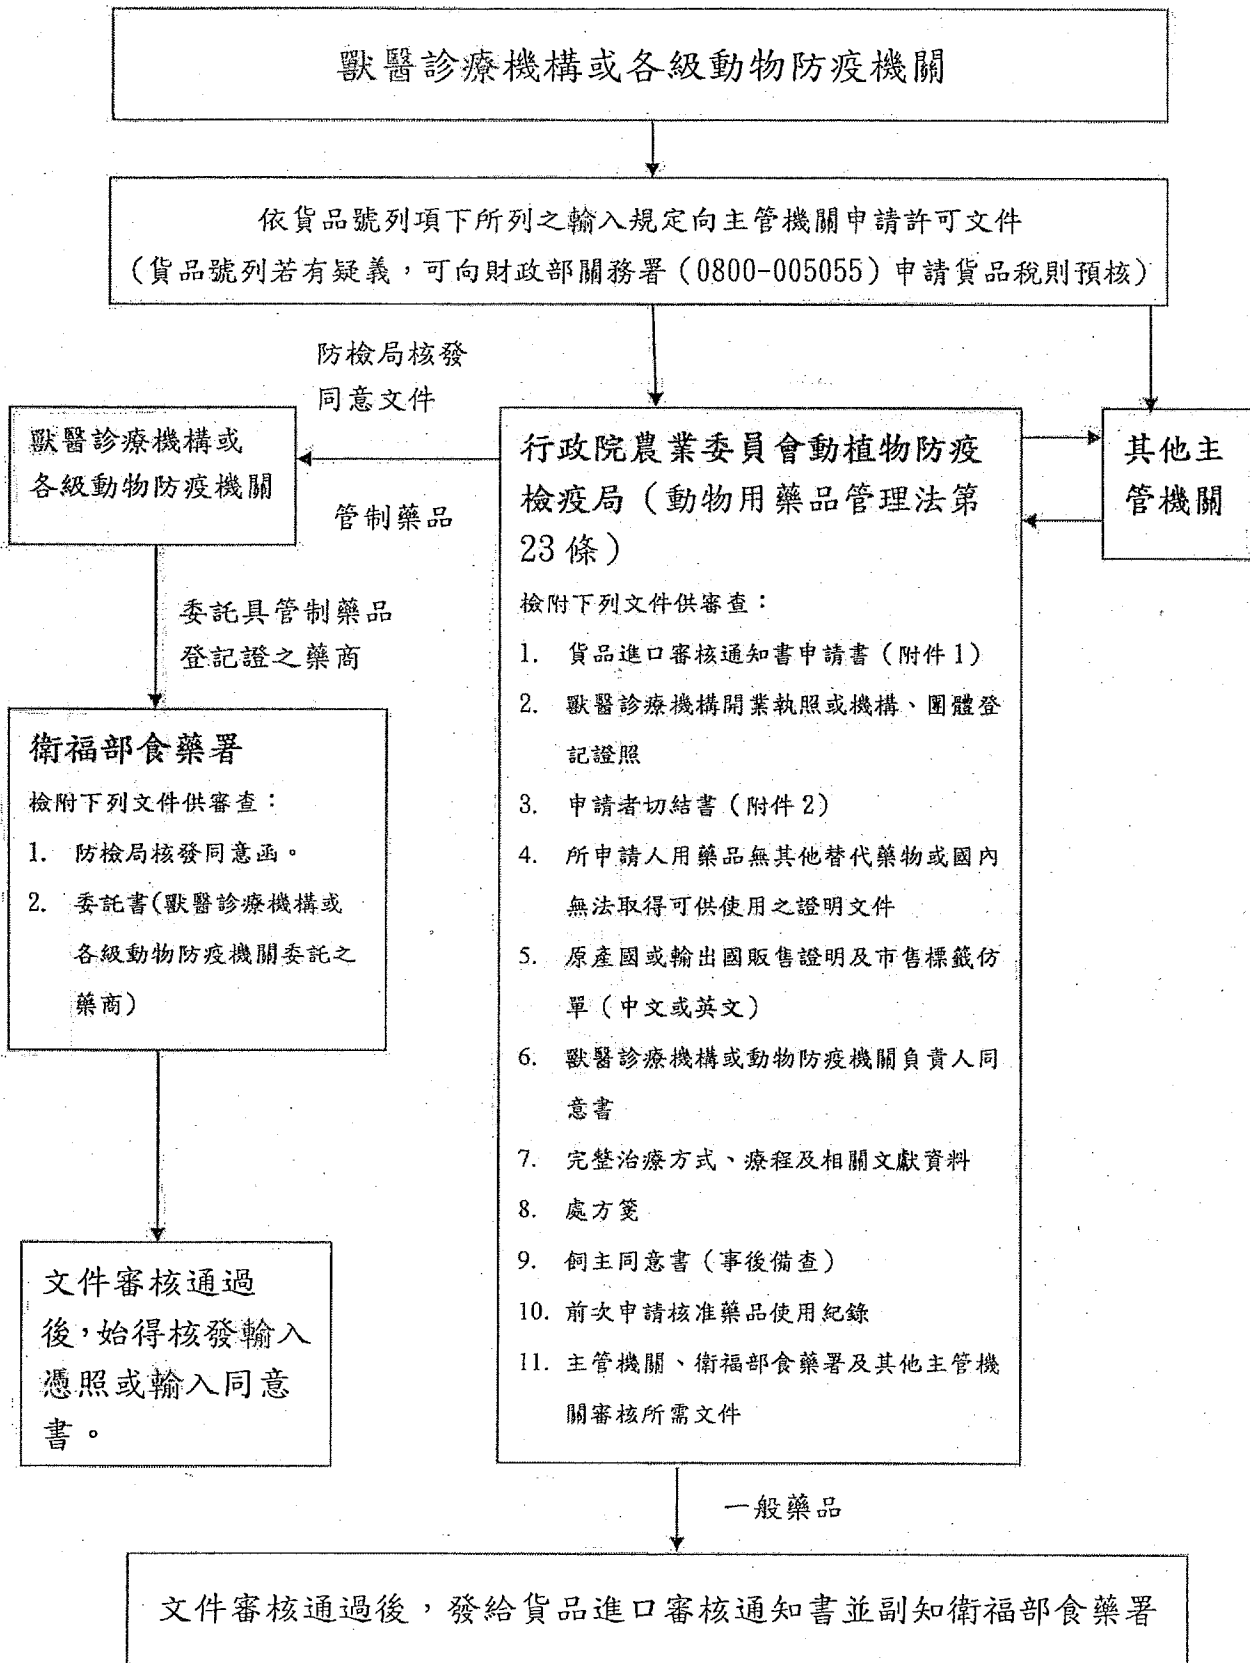 獸醫診療機構或各級動物防疫機關
依貨品號列項下所列之輸入規定向主管機關申請許可文件
（貨品號列若有疑義，可向財政部關務署（0800-005055）申請貨品稅則預核）
防檢局核發
同意文件
獸醫診療機構或
各級動物防疫機關
管制藥品
行政院農業委員會動植物防疫
檢疫局（動物用藥品管理法第
23 條）
檢附下列文件供審查：
1. 貨品進口審核通知書申請書（附件 1）
2. 獸醫診療機構開業執照或機構、團體登
記證照
3. 申請者切結書（附件 2）
4. 所申請人用藥品無其他替代藥物或國內
無法取得可供使用之證明文件
5. 原產國或輸出國販售證明及市售標籤仿
單（中文或英文）
6. 獸醫診療機構或動物防疫機關負責人同
意書
7. 完整治療方式、療程及相關文獻資料
8. 處方箋
9. 飼主同意書（事後備查）
10. 前次申請核准藥品使用紀錄
11. 主管機關、衛福部食藥署及其他主管機
關審核所需文件
其他主
管機關
委託具管制藥品
登記證之藥商
衛福部食藥署
檢附下列文件供審查：
1. 防檢局核發同意函。
2. 委託書(獸醫診療機構或
各級動物防疫機關委託之
藥商)
文件審核通過
後，始得核發輸入
憑照或輸入同意
書。
一般藥品
文件審核通過後，發給貨品進口審核通知書並副知衛福部食藥署